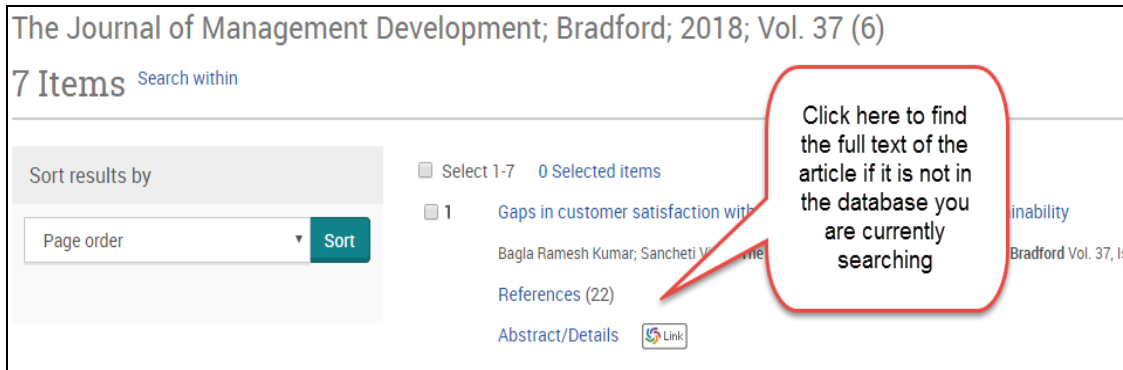 The Journal of Management Development; Bradford; 2018; Vol. 37 (6)
7 Items Search within
Sort results by
Page order Sort
Select 1-7 0 Selected items
1 Gaps in customer satisfaction with inability
Bagla Ramesh Kumar; Sancheti Bradford Vol. 37,
References (22)
Abstract/Details Link
Click here to find
the full text of the
article if it is not in
the database you
are currently
searching